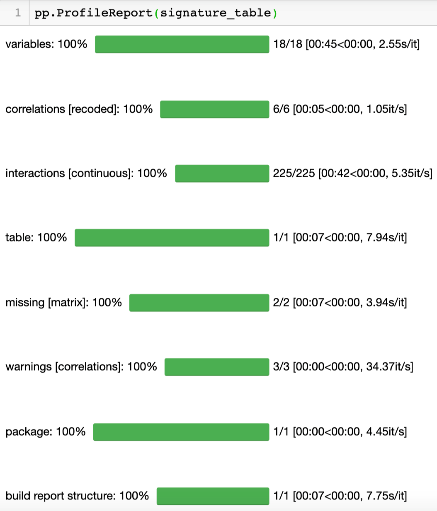 1 pp.ProfileReport(signature_table)
variables: 100% 18/18 [00:45<00:00, 2.55s/it]
correlations [recoded]: 100% 6/6 [00:05<00:00, 1.05it/s]
interactions [continuous]: 100% 225/225 [00:42<00:00, 5.35it/s]
table: 100% 1/1 [00:07<00:00, 7.94s/it]
missing [matrix]: 100% 2/2 [00:07<00:00, 3.94s/it]
warnings [correlations]: 100% 3/3 [00:00<00:00, 34.37it/s]
package: 100% 1/1 [00:00<00:00, 4.45it/s]
build report structure: 100% 1/1 [00:07<00:00, 7.75s/it]